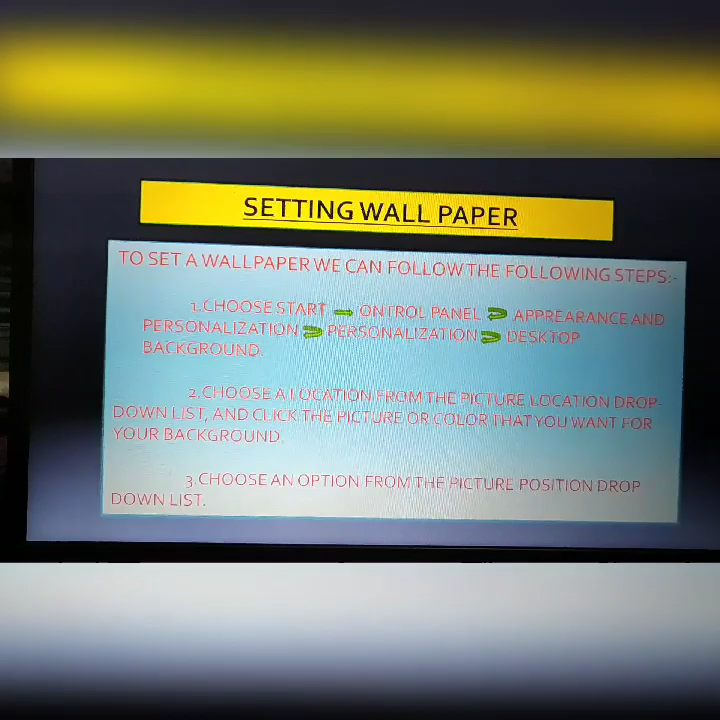 SETTING WALL PAPER
TO SET A WALLPAPER WE CAN FOLLOW THE FOLLOWING STEPS:-
1.CHOOSE START → ONTROL PANEL ⊃ APPREARANCE AND
PERSONALIZATION ⊃ PERSONALIZATION ⊃ DESKTOP
BACKGROUND.
2.CHOOSE A LOCATION FROM THE PICTURE LOCATION DROP-
DOWN LIST, AND CLICK THE PICTURE OR COLOR THAT YOU WANT FOR
YOUR BACKGROUND.
3.CHOOSE AN OPTION FROM THE PICTURE POSITION DROP
DOWN LIST.